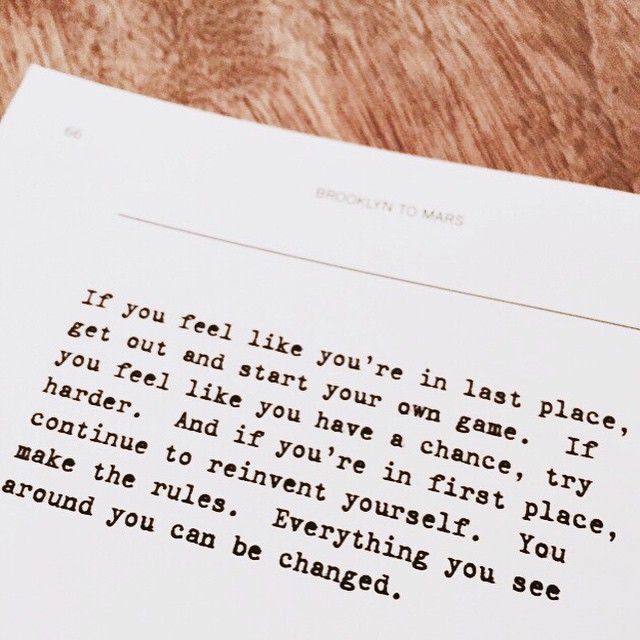 66
BROOKLYN TO MARS
If you feel like you're in last place,
get out and start your own game.  If
you feel like you have a chance, try
harder.  And if you're in first place,
continue to reinvent yourself.  You
make the rules.  Everything you see
around you can be changed.